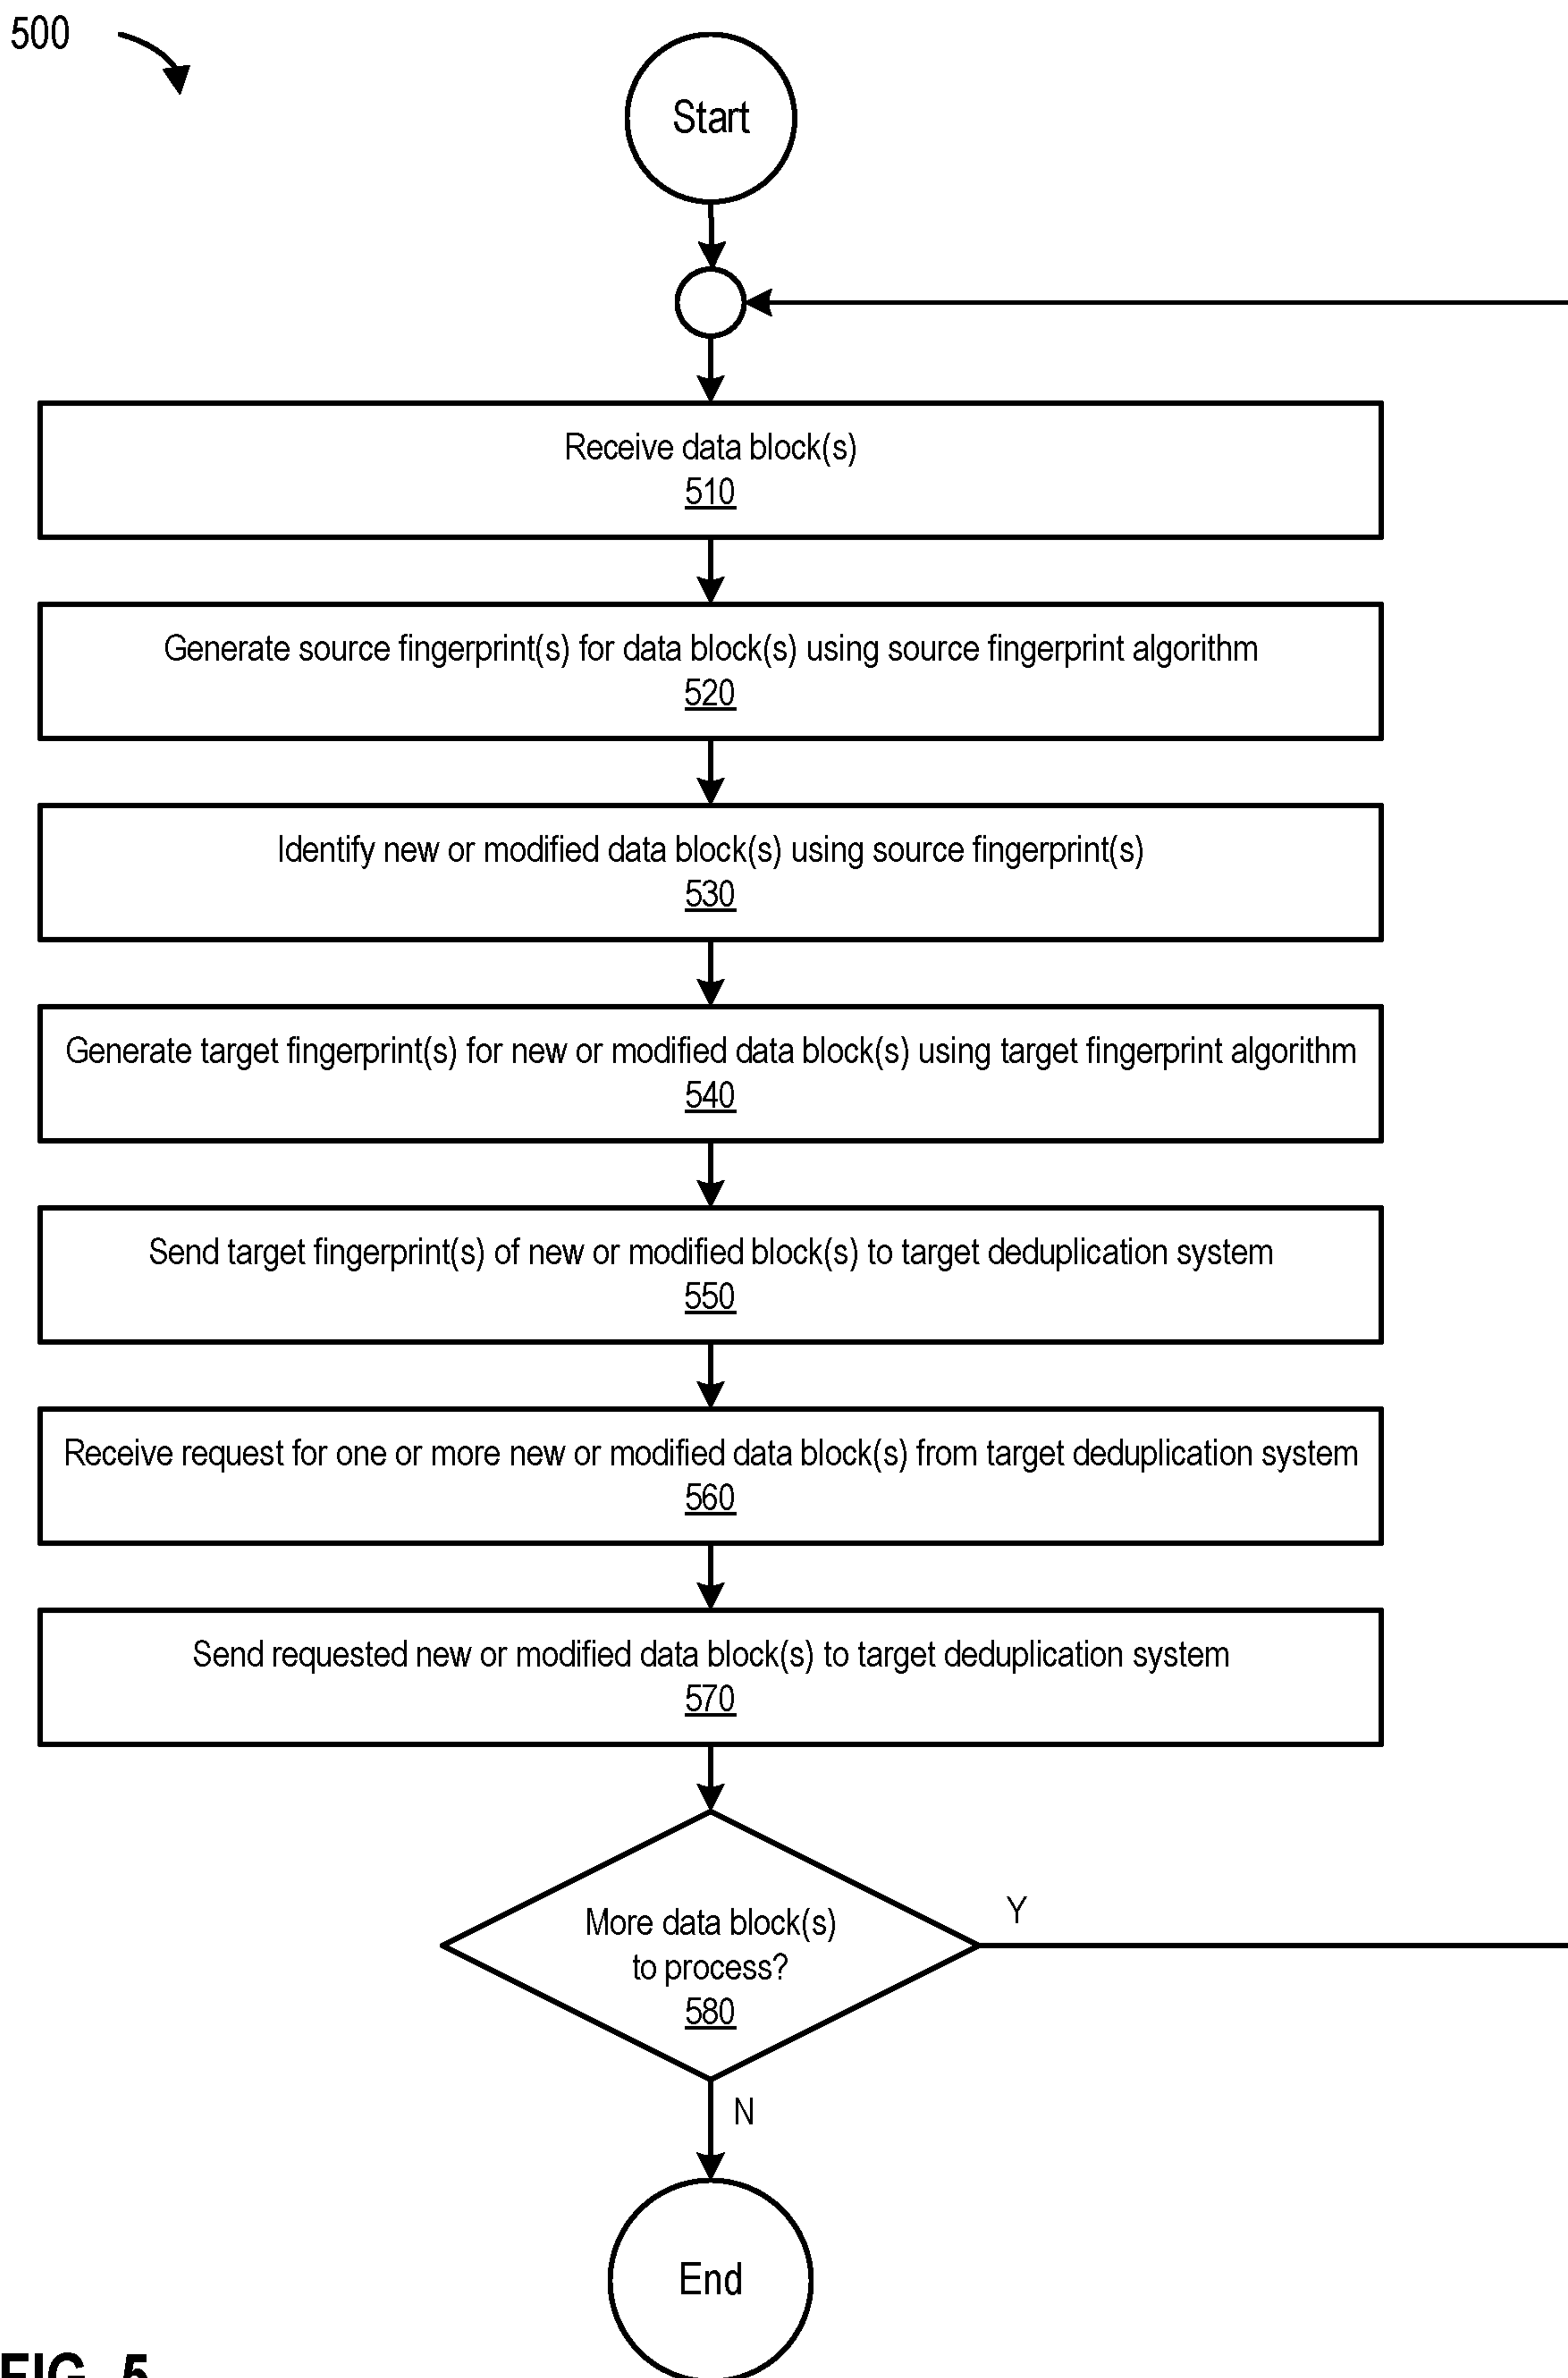 500
Start
Receive data block(s)
510
Generate source fingerprint(s) for data block(s) using source fingerprint algorithm
520
Identify new or modified data block(s) using source fingerprint(s)
530
Generate target fingerprint(s) for new or modified data block(s) using target fingerprint algorithm
540
Send target fingerprint(s) of new or modified block(s) to target deduplication system
550
Receive request for one or more new or modified data block(s) from target deduplication system
560
Send requested new or modified data block(s) to target deduplication system
570
More data block(s)
to process?
580
Y
N
End
FIG. 5